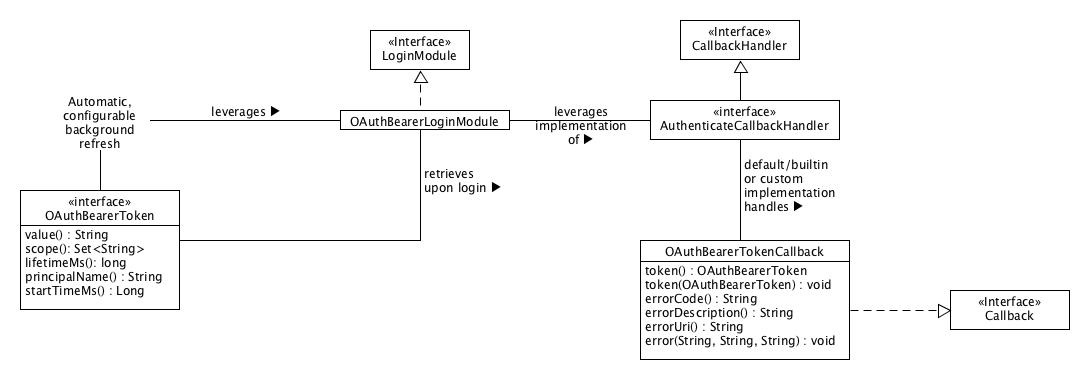 «Interface»
LoginModule
«Interface»
CallbackHandler
Automatic,
configurable
background
refresh
leverages ▶
OAuthBearerLoginModule
leverages
implementation
of ▶
«interface»
AuthenticateCallbackHandler
retrieves
upon login ▶
default/builtin
or custom
implementation
handles ▶
«interface»
OAuthBearerToken
value() : String
scope(): Set<String>
lifetimeMs(): long
principalName() : String
startTimeMs() : Long
OAuthBearerTokenCallback
token() : OAuthBearerToken
token(OAuthBearerToken) : void
errorCode() : String
errorDescription() : String
errorUri() : String
error(String, String, String) : void
«Interface»
Callback